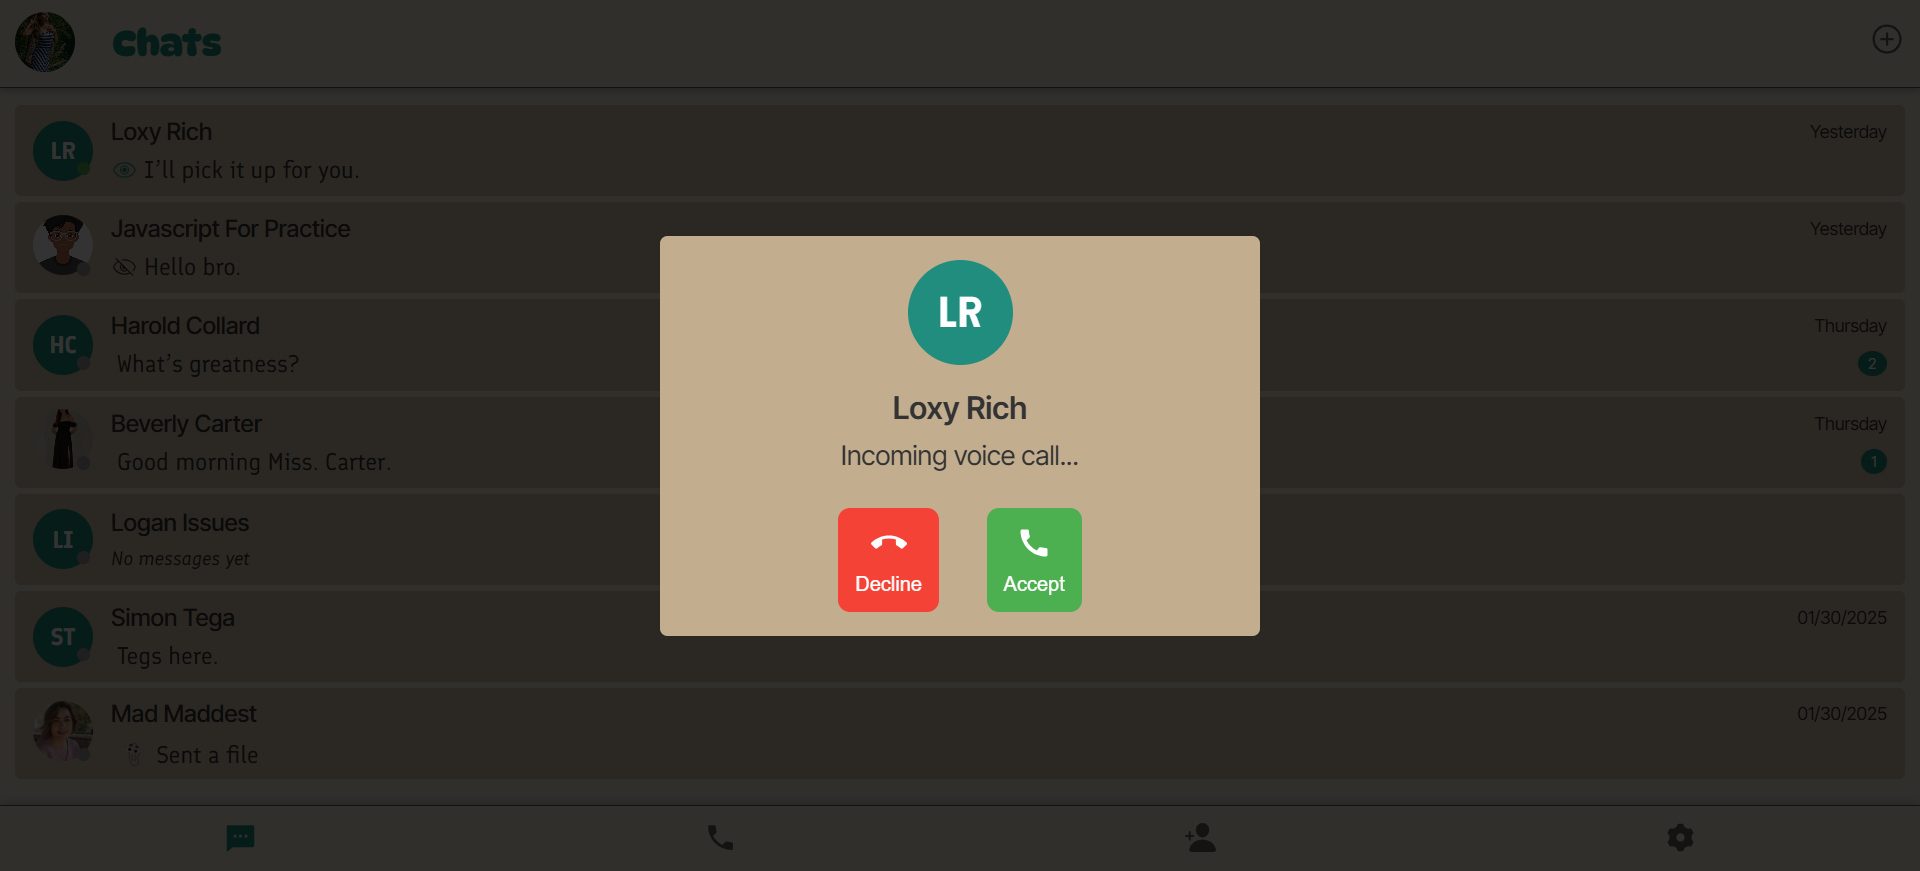 Chats
LR
Loxy Rich
Yesterday
I'll pick it up for you.
Javascript For Practice
Yesterday
Hello bro.
HC
Harold Collard
Thursday
What's greatness?
2
Beverly Carter
Thursday
Good morning Miss. Carter.
1
LI
Logan Issues
No messages yet
ST
Simon Tega
01/30/2025
Tegs here.
Mad Maddest
01/30/2025
Sent a file
LR
Loxy Rich
Incoming voice call...
Decline
Accept